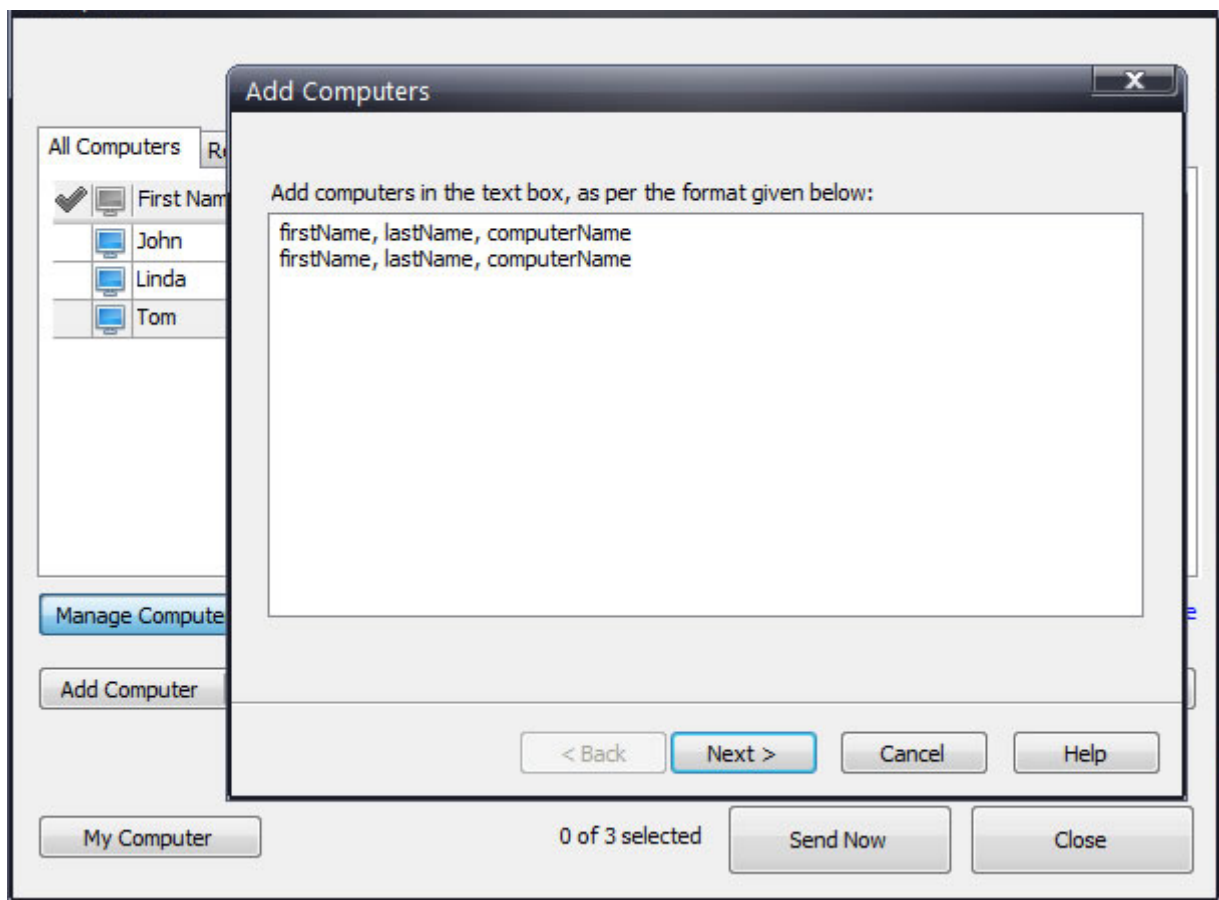 Add Computers
X
All Computers
First Nam
John
Linda
Tom
Add computers in the text box, as per the format given below:
firstName, lastName, computerName
firstName, lastName, computerName
Manage Compute
Add Computer
< Back Next > Cancel Help
My Computer 0 of 3 selected Send Now Close